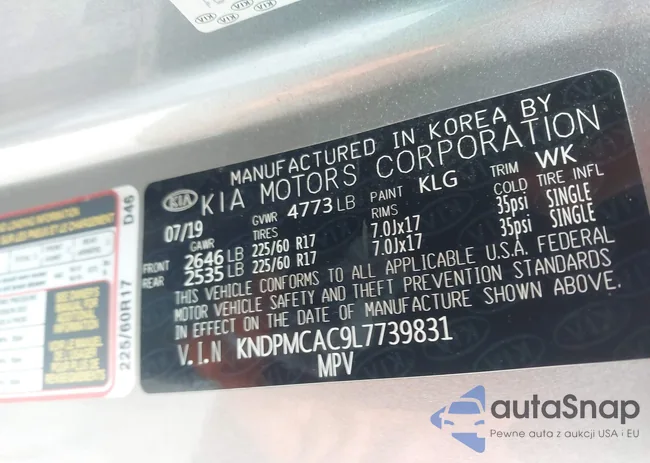 KIA KIA
MANUFACTURED IN KOREA BY
KIA KIA MOTORS CORPORATION
07/19 GVWR 4773 LB PAINT KLG TRIM WK
GAWR TIRES RIMS COLD TIRE INFL
FRONT 2646 LB 225/60 R17 7.0Jx17 35psi SINGLE
REAR 2535 LB 225/60 R17 7.0Jx17 35psi SINGLE
THIS VEHICLE CONFORMS TO ALL APPLICABLE U.S.A. FEDERAL
MOTOR VEHICLE SAFETY AND THEFT PREVENTION STANDARDS
IN EFFECT ON THE DATE OF MANUFACTURE SHOWN ABOVE.
V.I.N KNDPMCAC9L7739831
MPV
D46
225/60R17
autaSnap
Pewne auta z aukcji USA i EU